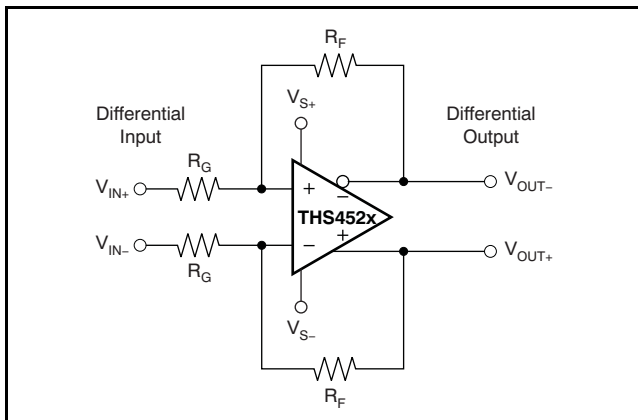 R_F
V_S+
Differential
Input
Differential
Output
R_G
V_IN+
+
−
V_OUT−
THS452x
V_IN−
−
+
V_OUT+
R_G
V_S−
R_F